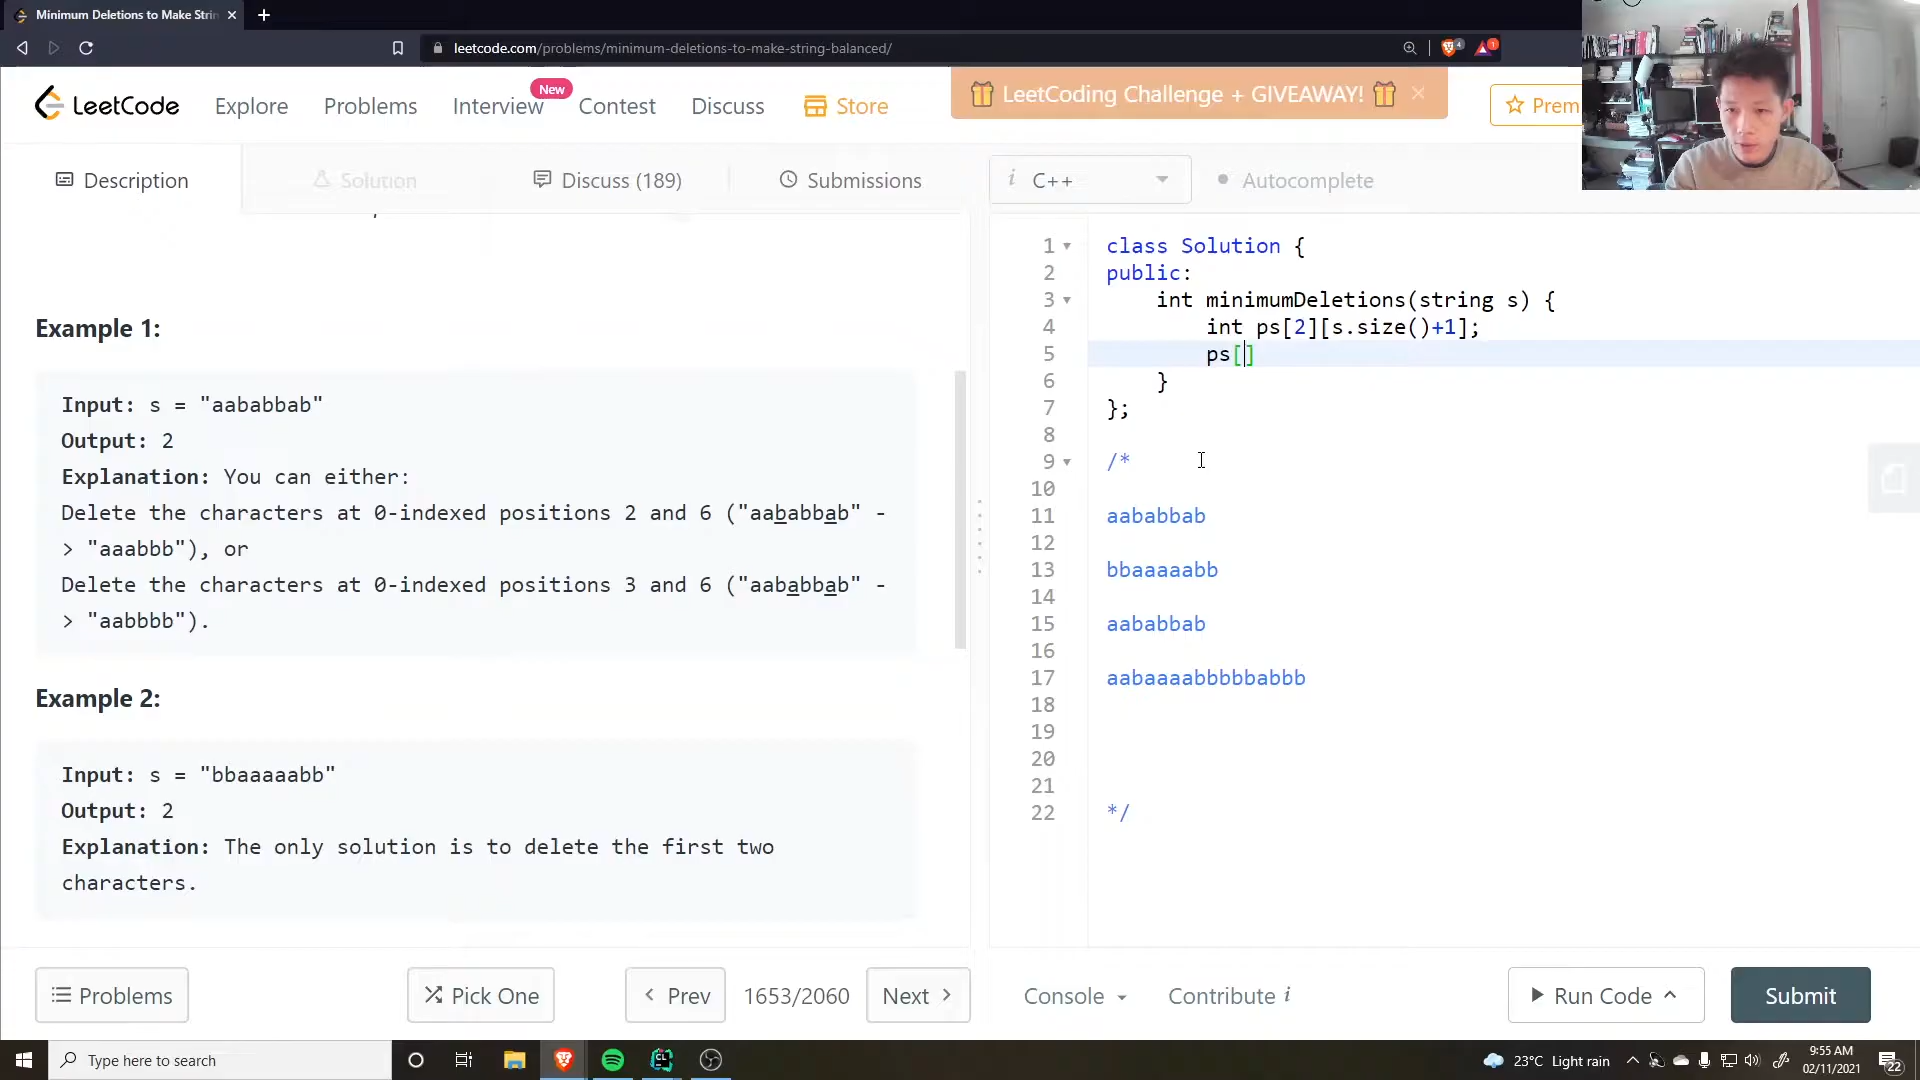 Minimum Deletions to Make Strin
leetcode.com/problems/minimum-deletions-to-make-string-balanced/
4
1
LeetCode
Explore
Problems
Interview
New
Contest
Discuss
Store
LeetCoding Challenge + GIVEAWAY!
Prem
Description
Solution
Discuss (189)
Submissions
i C++
Autocomplete
Example 1:
Input: s = "aababbab"
Output: 2
Explanation: You can either:
Delete the characters at 0-indexed positions 2 and 6 ("aababbab" -
> "aaabbb"), or
Delete the characters at 0-indexed positions 3 and 6 ("aababbab" -
> "aabbbb").
Example 2:
Input: s = "bbaaaaabb"
Output: 2
Explanation: The only solution is to delete the first two
characters.
1 class Solution {
2 public:
3 int minimumDeletions(string s) {
4 int ps[2][s.size()+1];
5 ps[]
6 }
7 };
8
9 /*
10
11 aababbab
12
13 bbaaaaabb
14
15 aababbab
16
17 aabaaaabbbbbabbb
18
19
20
21
22 */
Problems
Pick One
Prev
1653/2060
Next
Console
Contribute i
Run Code
Submit
Type here to search
23°C Light rain
9:55 AM
02/11/2021
22